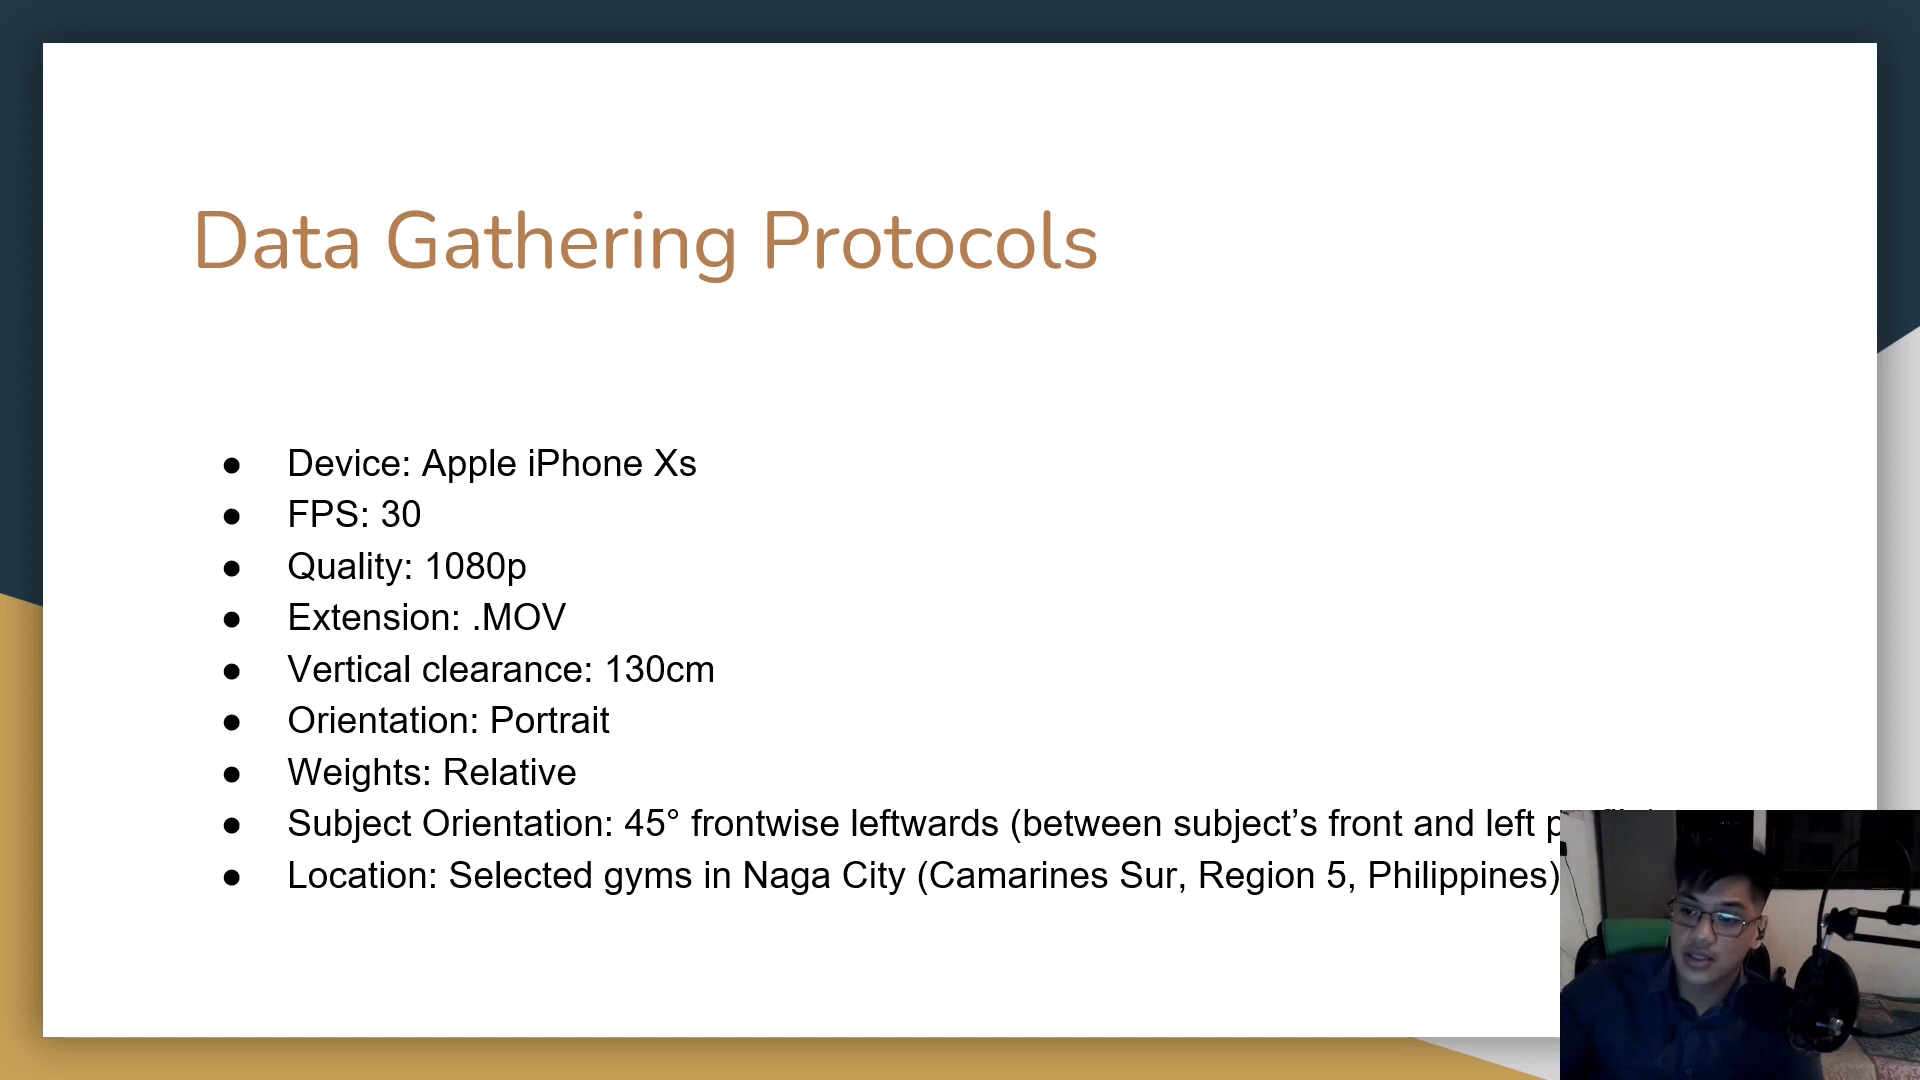 Data Gathering Protocols
● Device: Apple iPhone Xs
● FPS: 30
● Quality: 1080p
● Extension: .MOV
● Vertical clearance: 130cm
● Orientation: Portrait
● Weights: Relative
● Subject Orientation: 45° frontwise leftwards (between subject’s front and left
● Location: Selected gyms in Naga City (Camarines Sur, Region 5, Philippines)